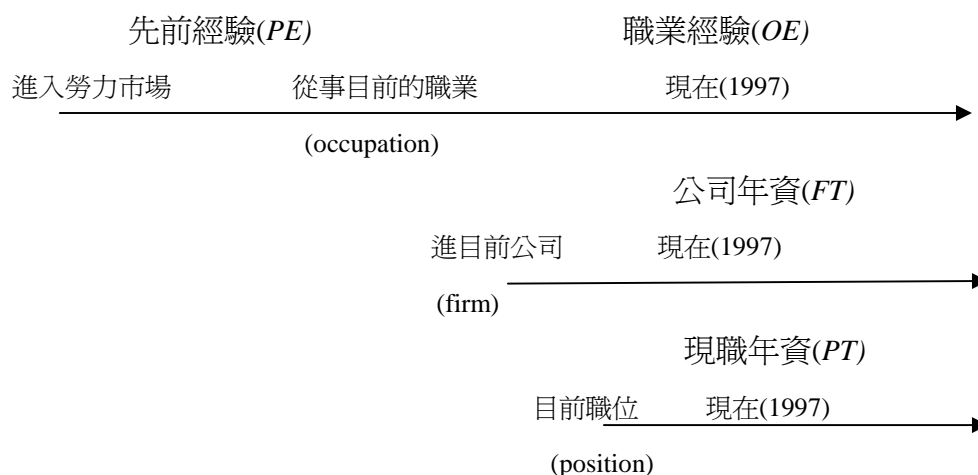 先前經驗(PE) 職業經驗(OE)
進入勞力市場 從事目前的職業 現在(1997)
(occupation)
公司年資(FT)
進目前公司 現在(1997)
(firm)
現職年資(PT)
目前職位 現在(1997)
(position)